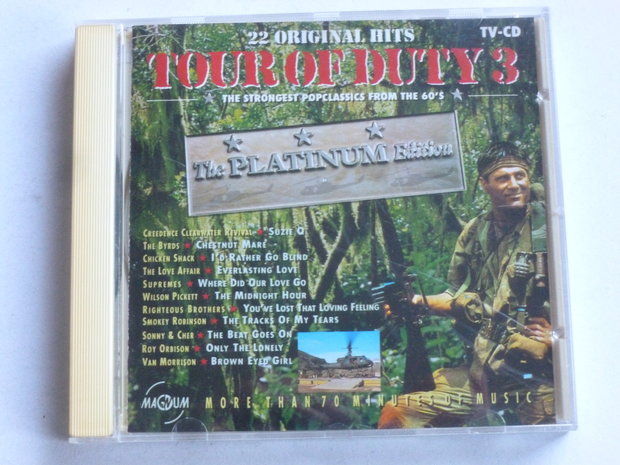 22 ORIGINAL HITS
TV-CD
TOUR OF DUTY 3
★ THE STRONGEST POPCLASSICS FROM THE 60'S ★
The PLATINUM Edition
CREEDENCE CLEARWATER REVIVAL ★ SUZIE Q
THE BYRDS ★ CHESTNUT MARE
CHICKEN SHACK ★ I'D RATHER GO BLIND
THE LOVE AFFAIR ★ EVERLASTING LOVE
SUPREMES ★ WHERE DID OUR LOVE GO
WILSON PICKETT ★ THE MIDNIGHT HOUR
RIGHTEOUS BROTHERS ★ YOU'VE LOST THAT LOVING FEELING
SMOKEY ROBINSON ★ THE TRACKS OF MY TEARS
SONNY & CHER ★ THE BEAT GOES ON
ROY ORBISON ★ ONLY THE LONELY
VAN MORRISON ★ BROWN EYED GIRL
MAGNUM
MORE THAN 70 MINUTES OF MUSIC